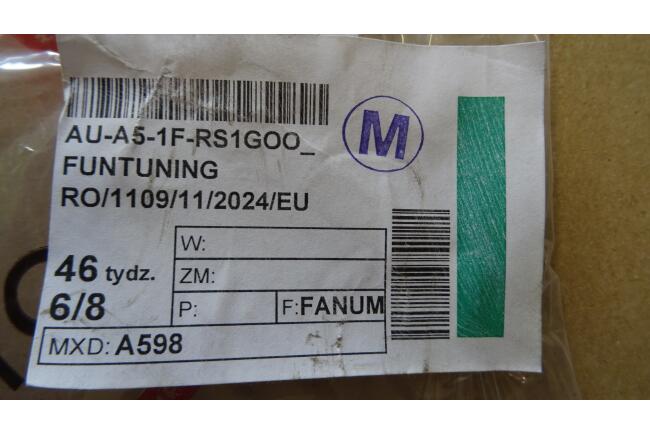 AU-A5-1F-RS1GOO_
M
FUNTUNING
RO/1109/11/2024/EU
46 tydz.
6/8
W:
ZM:
P:
F:FANUM
MXD: A598